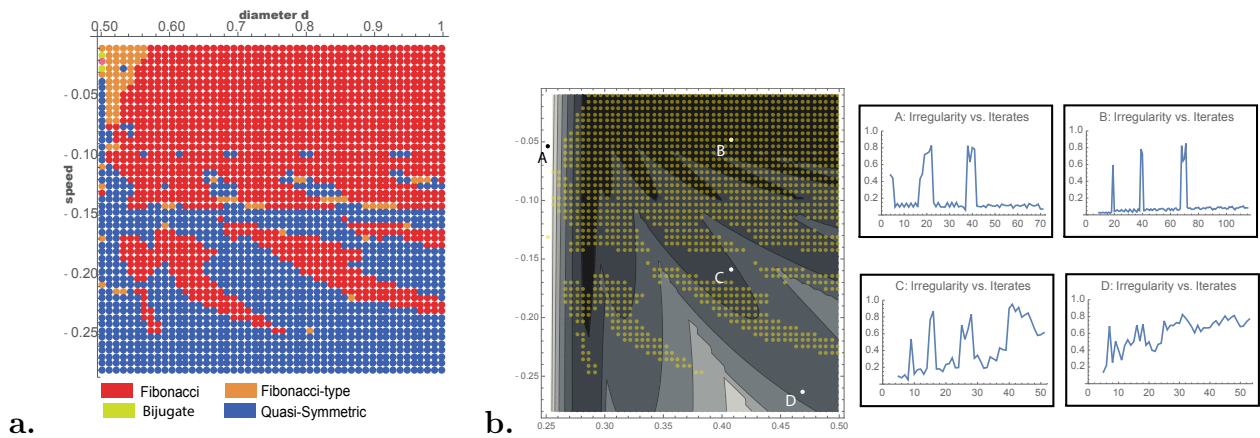 diameter d
0.50 0.60 0.7 0.8 0.9 1
speed
- 0.05
- 0.10
- 0.15
- 0.20
- 0.25
Fibonacci
Fibonacci-type
Bijugate
Quasi-Symmetric
a.
- 0.05
- 0.10
- 0.15
- 0.20
- 0.25
0.25 0.30 0.35 0.40 0.45 0.50
A
B
C
D
b.
A: Irregularity vs. Iterates
1.0
0.8
0.6
0.4
0.2
0 10 20 30 40 50 60 70
B: Irregularity vs. Iterates
1.0
0.8
0.6
0.4
0.2
0 20 40 60 80 100
C: Irregularity vs. Iterates
1.0
0.8
0.6
0.4
0.2
0 10 20 30 40 50
D: Irregularity vs. Iterates
1.0
0.8
0.6
0.4
0.2
0 10 20 30 40 50